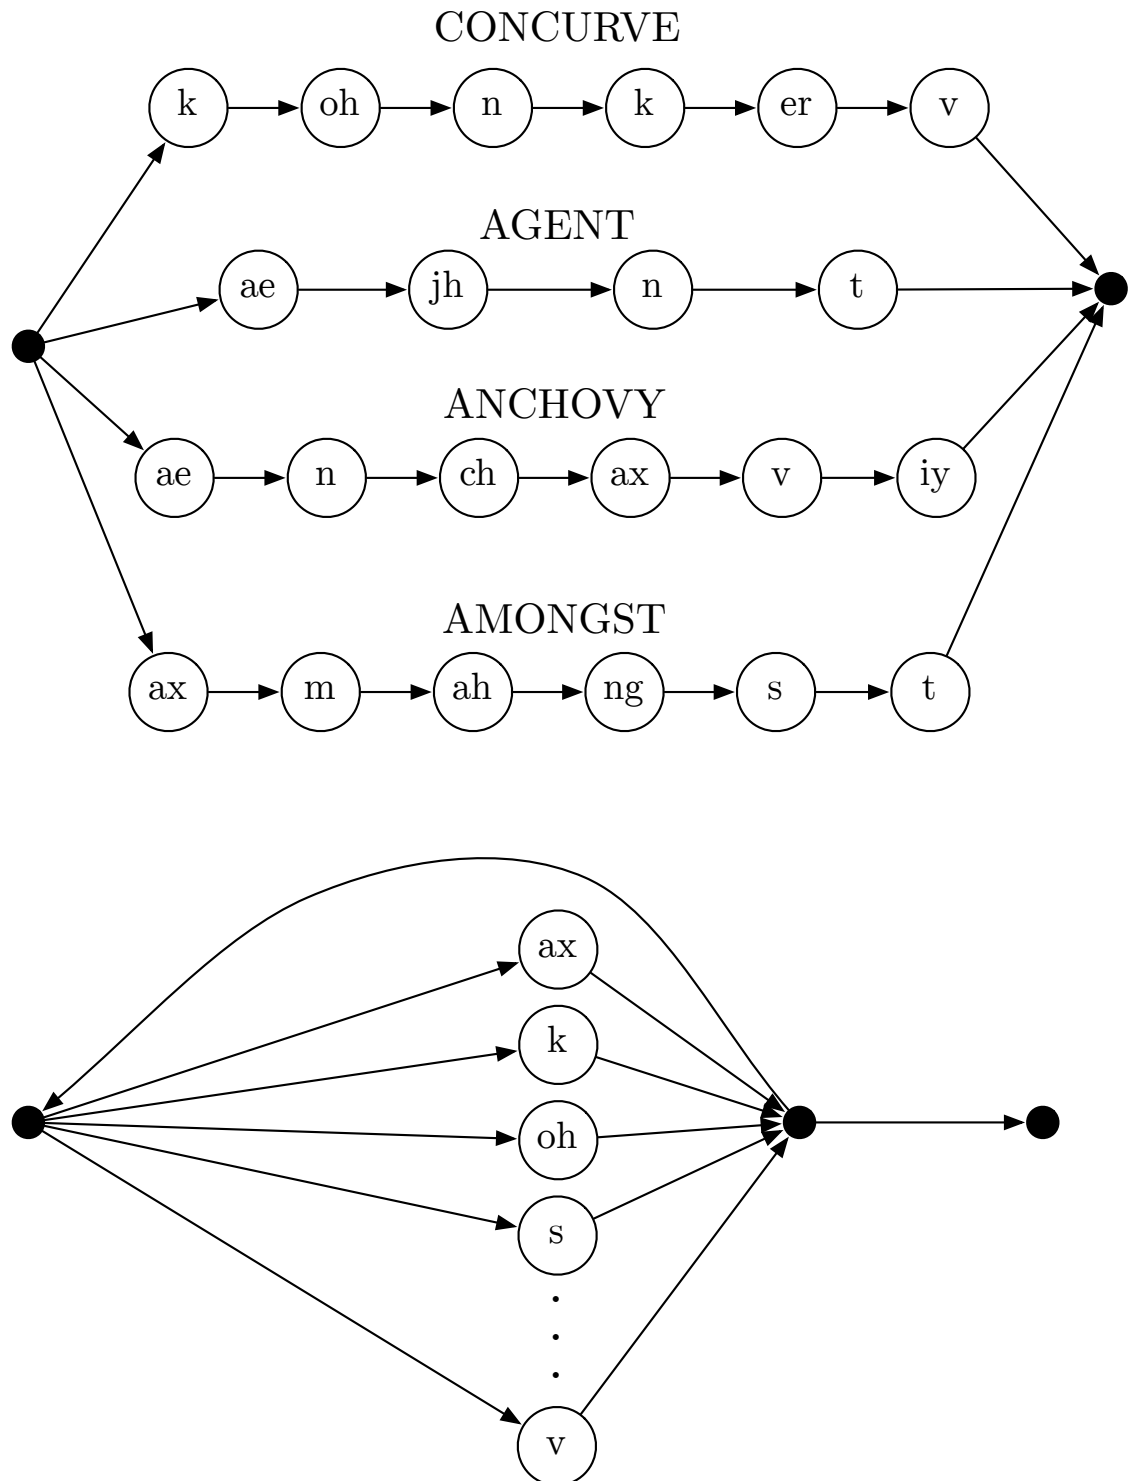 CONCURVE
k oh n k er v
AGENT
ae jh n t
ANCHOVY
ae n ch ax v iy
AMONGST
ax m ah ng s t
ax
k
oh
s
.
.
.
v